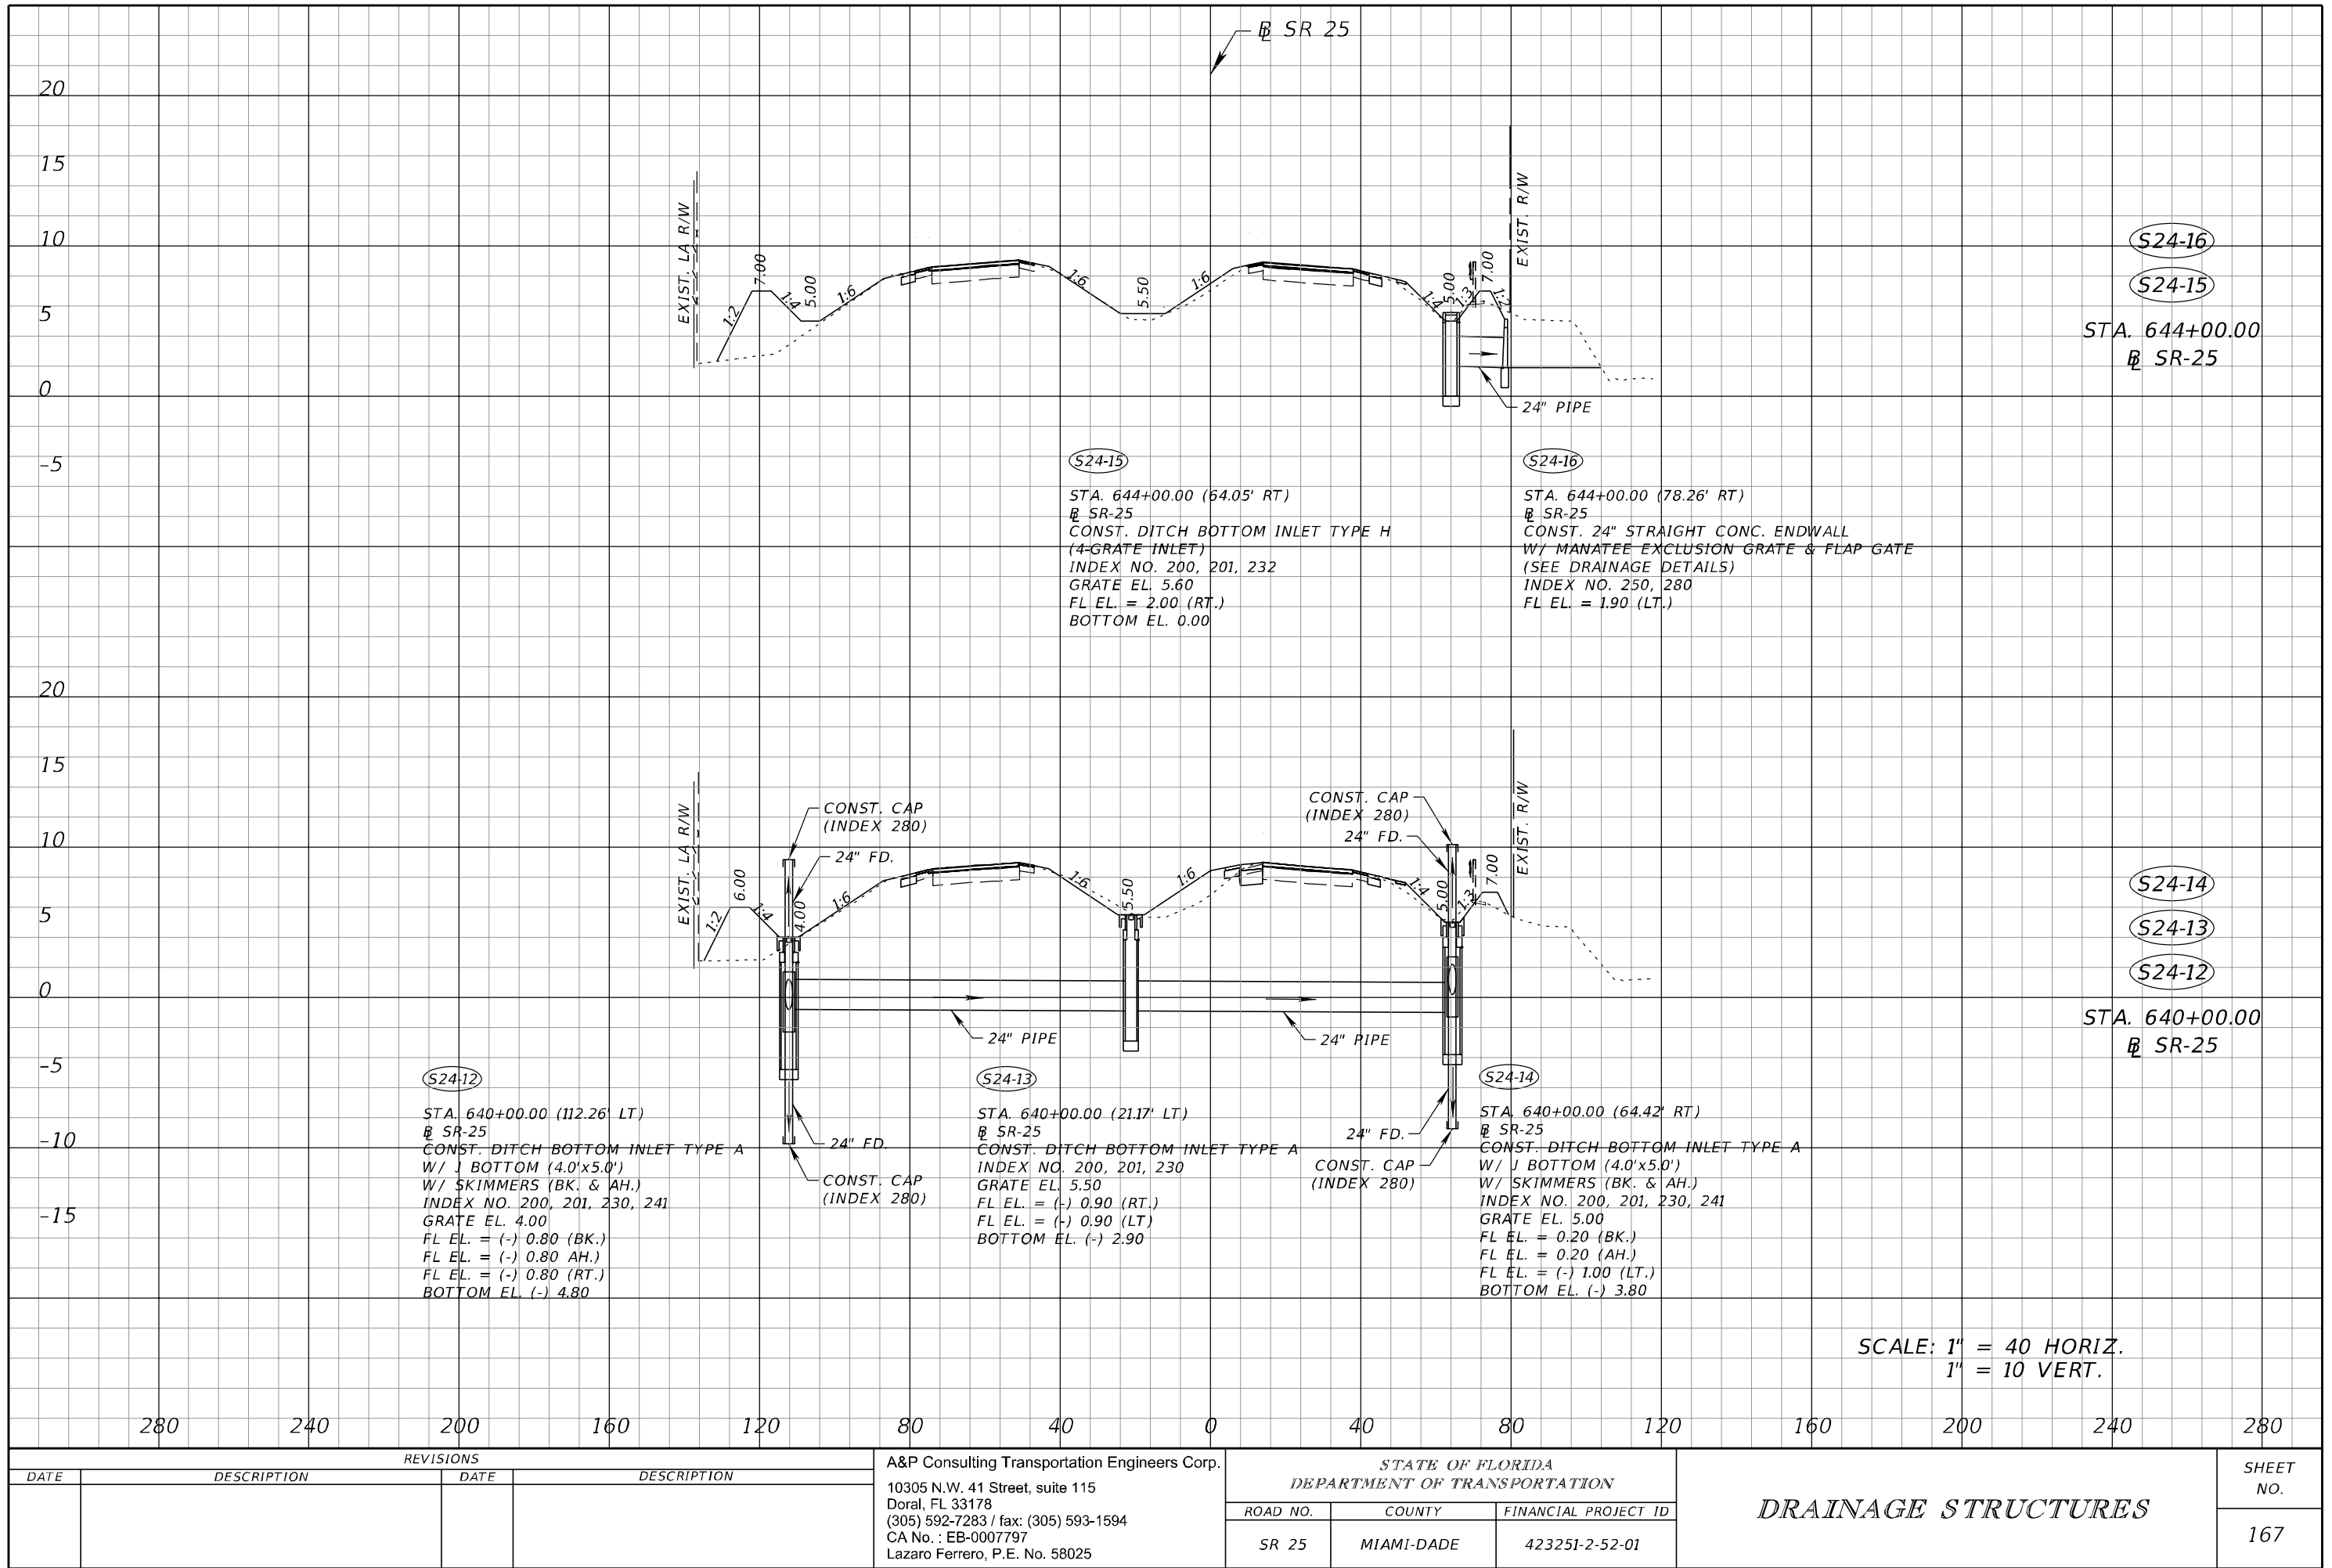 ℄ SR 25
20
15
10
5
0
-5
EXIST. LA R/W
1:2
7.00
1:4
5.00
1:6
1:6
5.50
1:6
1:4
5.00
1:3
7.00
1:2
EXIST. R/W
24" PIPE
S24-16
S24-15
STA. 644+00.00
℄ SR-25
S24-15
STA. 644+00.00 (64.05' RT)
℄ SR-25
CONST. DITCH BOTTOM INLET TYPE H
(4-GRATE INLET)
INDEX NO. 200, 201, 232
GRATE EL. 5.60
FL EL. = 2.00 (RT.)
BOTTOM EL. 0.00
S24-16
STA. 644+00.00 (78.26' RT)
℄ SR-25
CONST. 24" STRAIGHT CONC. ENDWALL
W/ MANATEE EXCLUSION GRATE & FLAP GATE
(SEE DRAINAGE DETAILS)
INDEX NO. 250, 280
FL EL. = 1.90 (LT.)
20
15
10
5
0
-5
-10
-15
EXIST. LA R/W
1:2
6.00
1:4
4.00
1:6
CONST. CAP
(INDEX 280)
24" FD.
1:6
5.50
1:6
CONST. CAP
(INDEX 280)
24" FD.
1:4
5.00
1:3
7.00
EXIST. R/W
24" PIPE
24" PIPE
24" FD.
CONST. CAP
(INDEX 280)
24" FD.
CONST. CAP
(INDEX 280)
S24-14
S24-13
S24-12
STA. 640+00.00
℄ SR-25
S24-12
STA. 640+00.00 (112.26' LT)
℄ SR-25
CONST. DITCH BOTTOM INLET TYPE A
W/ J BOTTOM (4.0'x5.0')
W/ SKIMMERS (BK. & AH.)
INDEX NO. 200, 201, 230, 241
GRATE EL. 4.00
FL EL. = (-) 0.80 (BK.)
FL EL. = (-) 0.80 AH.)
FL EL. = (-) 0.80 (RT.)
BOTTOM EL. (-) 4.80
S24-13
STA. 640+00.00 (21.17' LT)
℄ SR-25
CONST. DITCH BOTTOM INLET TYPE A
INDEX NO. 200, 201, 230
GRATE EL. 5.50
FL EL. = (-) 0.90 (RT.)
FL EL. = (-) 0.90 (LT)
BOTTOM EL. (-) 2.90
S24-14
STA. 640+00.00 (64.42' RT)
℄ SR-25
CONST. DITCH BOTTOM INLET TYPE A
W/ J BOTTOM (4.0'x5.0')
W/ SKIMMERS (BK. & AH.)
INDEX NO. 200, 201, 230, 241
GRATE EL. 5.00
FL EL. = 0.20 (BK.)
FL EL. = 0.20 (AH.)
FL EL. = (-) 1.00 (LT.)
BOTTOM EL. (-) 3.80
SCALE: 1" = 40 HORIZ.
1" = 10 VERT.
280 240 200 160 120 80 40 0 40 80 120 160 200 240 280
REVISIONS
DATE DESCRIPTION DATE DESCRIPTION
A&P Consulting Transportation Engineers Corp.
10305 N.W. 41 Street, suite 115
Doral, FL 33178
(305) 592-7283 / fax: (305) 593-1594
CA No. : EB-0007797
Lazaro Ferrero, P.E. No. 58025
STATE OF FLORIDA
DEPARTMENT OF TRANSPORTATION
ROAD NO. COUNTY FINANCIAL PROJECT ID
SR 25 MIAMI-DADE 423251-2-52-01
DRAINAGE STRUCTURES
SHEET
NO.
167